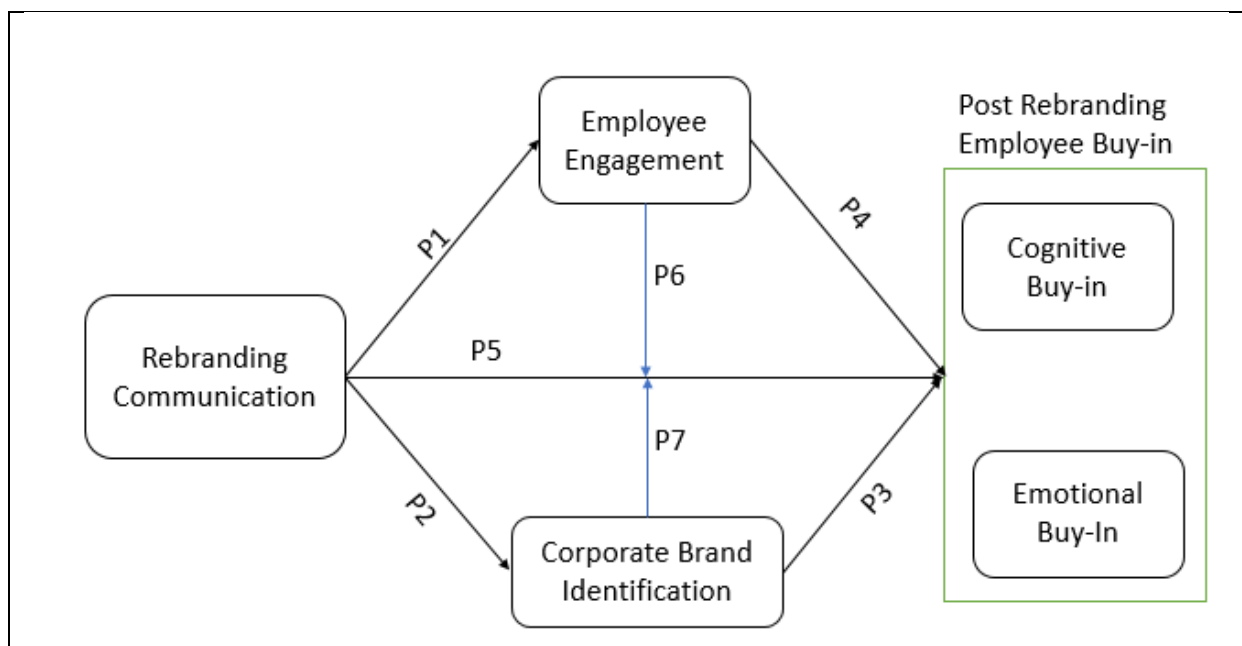 Employee
Engagement
Post Rebranding
Employee Buy-in
P1
P4
Cognitive
Buy-in
P6
P5
Rebranding
Communication
P7
P2
P3
Corporate Brand
Identification
Emotional
Buy-In